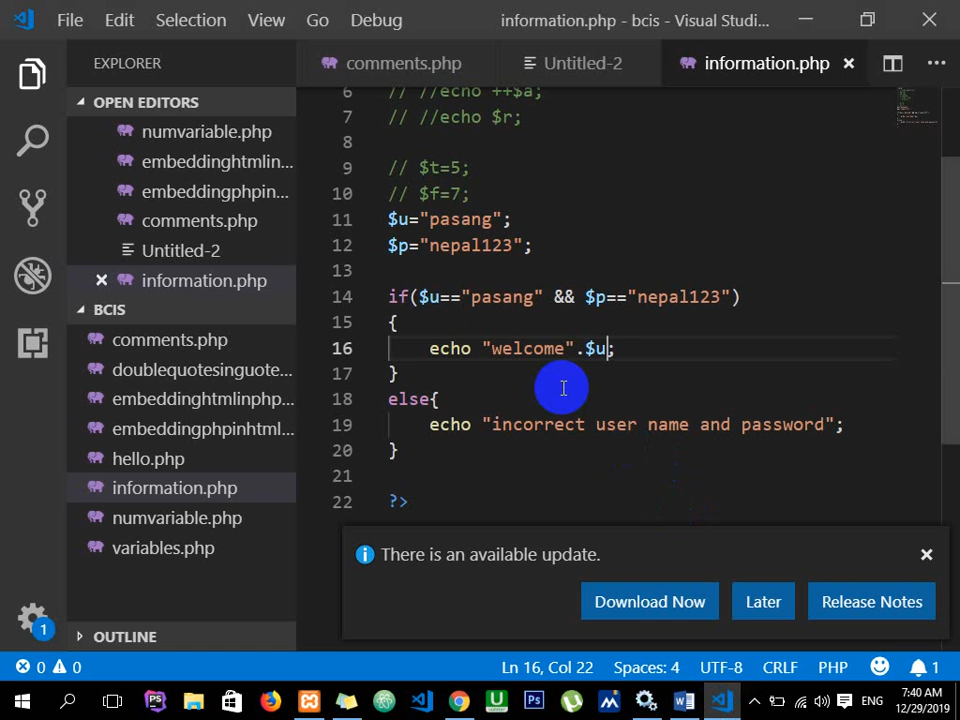 File Edit Selection View Go Debug information.php - bcis - Visual Studi...
EXPLORER comments.php Untitled-2 information.php
OPEN EDITORS
numvariable.php
embeddinghtmlin...
embeddingphpin...
comments.php
Untitled-2
information.php
BCIS
comments.php
doublequotesinguote...
embeddinghtmlinphp...
embeddingphpinhtml...
hello.php
information.php
numvariable.php
variables.php
OUTLINE
6 // //echo ++$a;
7 // //echo $r;
8
9 // $t=5;
10 // $f=7;
11 $u="pasang";
12 $p="nepal123";
13
14 if($u=="pasang" && $p=="nepal123")
15 {
16 echo "welcome".$u;
17 }
18 else{
19 echo "incorrect user name and password";
20 }
21
22 ?>
There is an available update.
Download Now Later Release Notes
1
0 0 Ln 16, Col 22 Spaces: 4 UTF-8 CRLF PHP 1
ENG
7:40 AM
12/29/2019